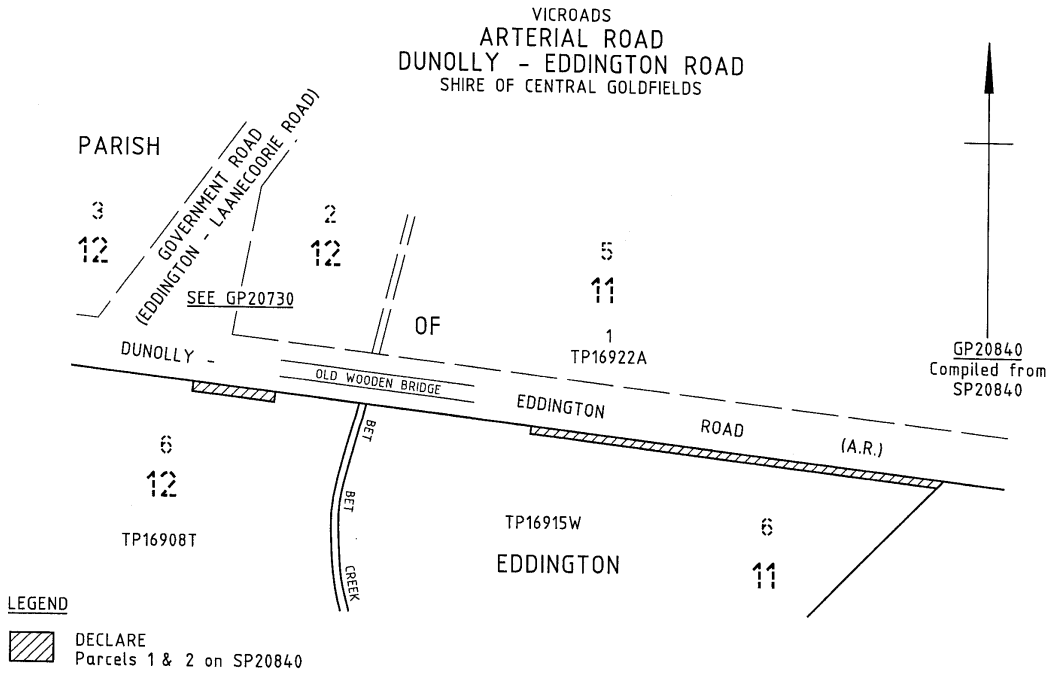 VICROADS
ARTERIAL ROAD
DUNOLLY - EDDINGTON ROAD
SHIRE OF CENTRAL GOLDFIELDS
PARISH
GOVERNMENT ROAD
(EDDINGTON - LAANECOORIE ROAD)
3
12
2
12
5
11
SEE GP20730
OF
1
TP16922A
GP20840
Compiled from
SP20840
DUNOLLY -
OLD WOODEN BRIDGE
EDDINGTON
ROAD
(A.R.)
6
12
TP16908T
BET
BET
CREEK
TP16915W
EDDINGTON
6
11
LEGEND
DECLARE
Parcels 1 & 2 on SP20840